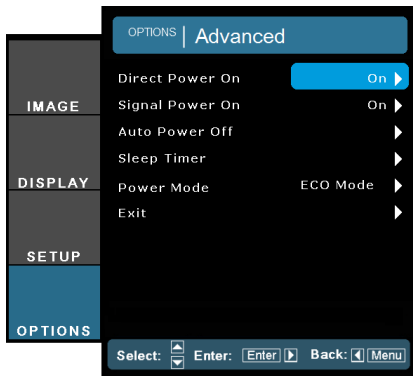 OPTIONS | Advanced
Direct Power On On
Signal Power On On
Auto Power Off
Sleep Timer
Power Mode ECO Mode
Exit
IMAGE
DISPLAY
SETUP
OPTIONS
Select: Enter: Enter Back: Menu